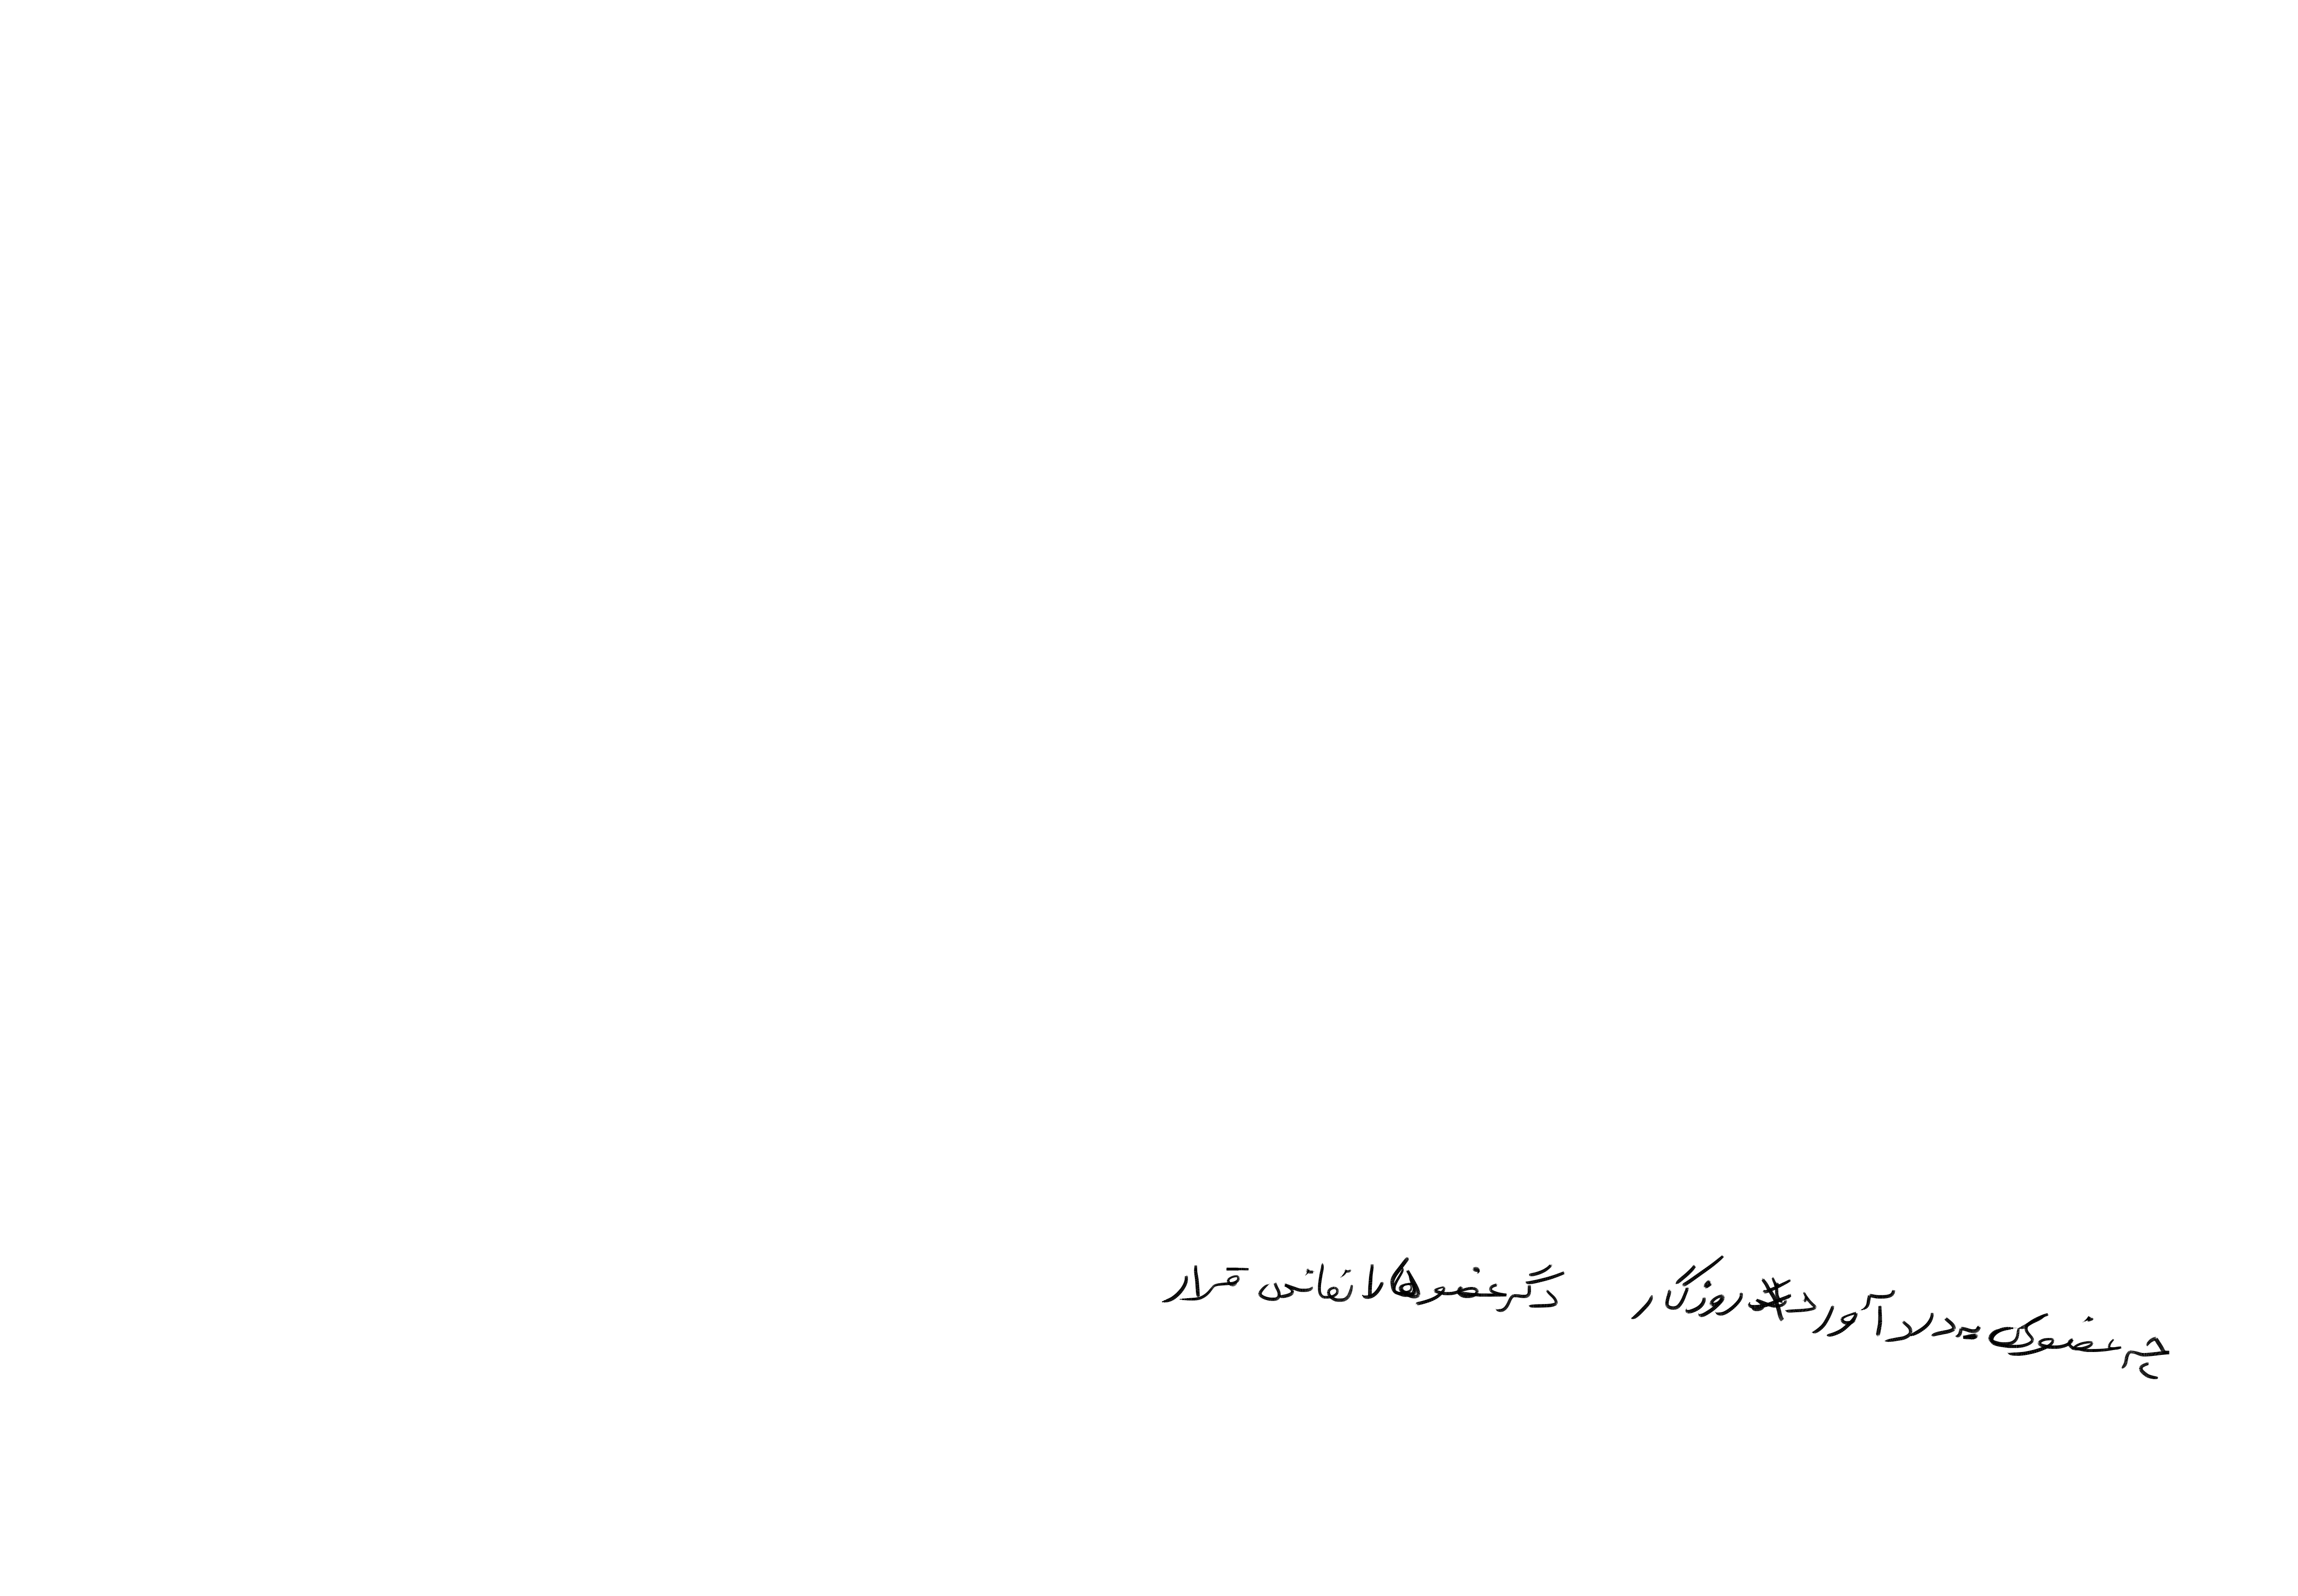 چو عضوی به درد آورد روزگار دگر عضوها را نماند قرار